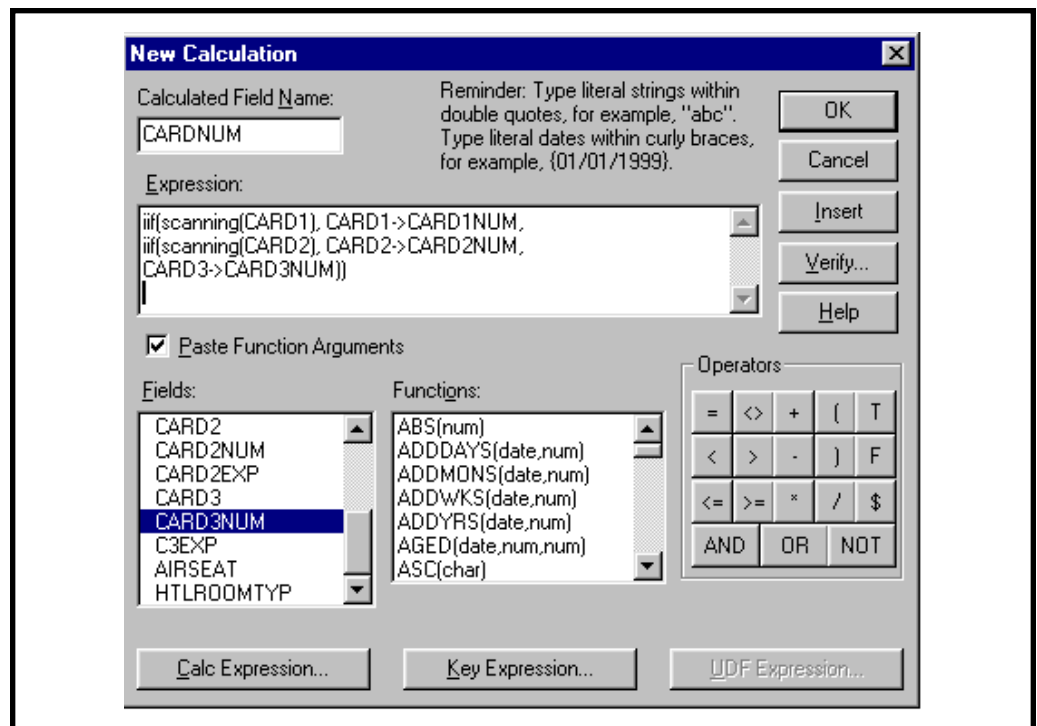 New Calculation
Calculated Field Name:
CARDNUM
Reminder: Type literal strings within
double quotes, for example, "abc".
Type literal dates within curly braces,
for example, {01/01/1999}.
OK
Cancel
Insert
Verify...
Help
Expression:
iif(scanning(CARD1), CARD1->CARD1NUM,
iif(scanning(CARD2), CARD2->CARD2NUM,
CARD3->CARD3NUM))
Paste Function Arguments
Fields:
CARD2
CARD2NUM
CARD2EXP
CARD3
CARD3NUM
C3EXP
AIRSEAT
HTLROOMTYP
Functions:
ABS(num)
ADDDAYS(date,num)
ADDMONS(date,num)
ADDWKS(date,num)
ADDYRS(date,num)
AGED(date,num,num)
ASC(char)
Operators
= <> + ( T
< > - ) F
<= >= * / $
AND OR NOT
Calc Expression...
Key Expression...
UDF Expression...